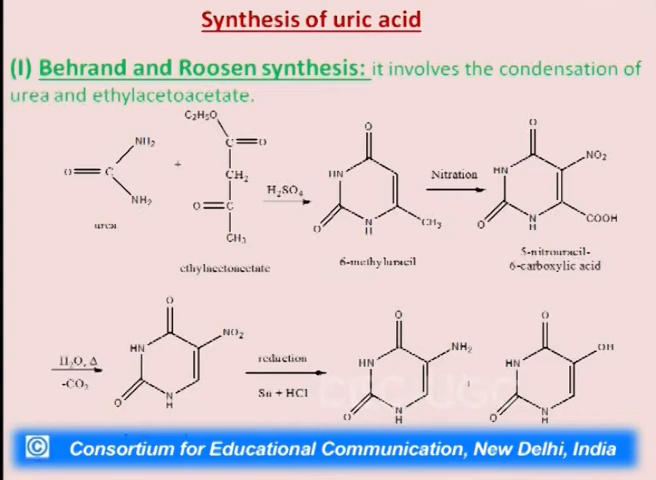 Synthesis of uric acid
(I) Behrand and Roosen synthesis: it involves the condensation of
urea and ethylacetoacetate.
C2H5O
NH2
C=O
O=C
+
CH2
NH2
O=C
CH3
urea
ethylacetoacetate
H2SO4
O
HN
O
N
H
CH3
6-methyluracil
Nitration
O
HN
NO2
O
N
H
COOH
5-nitrouracil-
6-carboxylic acid
H2O, Δ
-CO2
O
HN
NO2
O
N
H
reduction
Sn + HCl
O
HN
NH2
O
N
H
+
O
HN
OH
O
N
H
CEC-UGC
© Consortium for Educational Communication, New Delhi, India